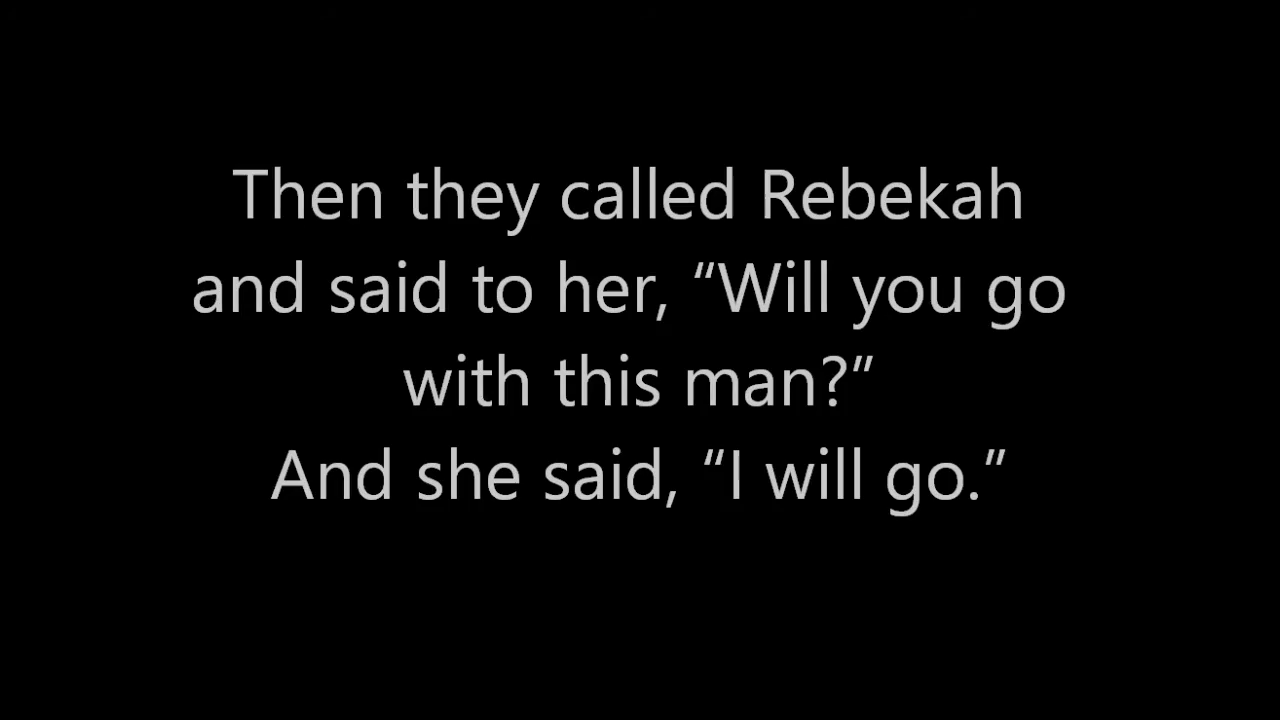 Then they called Rebekah
and said to her, “Will you go
with this man?”
And she said, “I will go.”